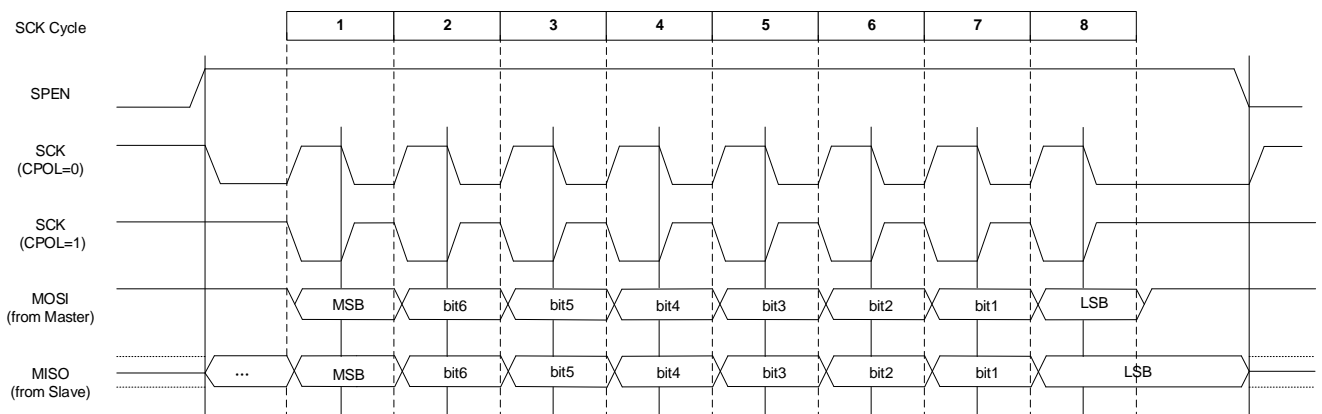 SCK Cycle 1 2 3 4 5 6 7 8
SPEN
SCK
(CPOL=0)
SCK
(CPOL=1)
MOSI
(from Master)
MSB bit6 bit5 bit4 bit3 bit2 bit1 LSB
MISO
(from Slave)
... MSB bit6 bit5 bit4 bit3 bit2 bit1 LSB